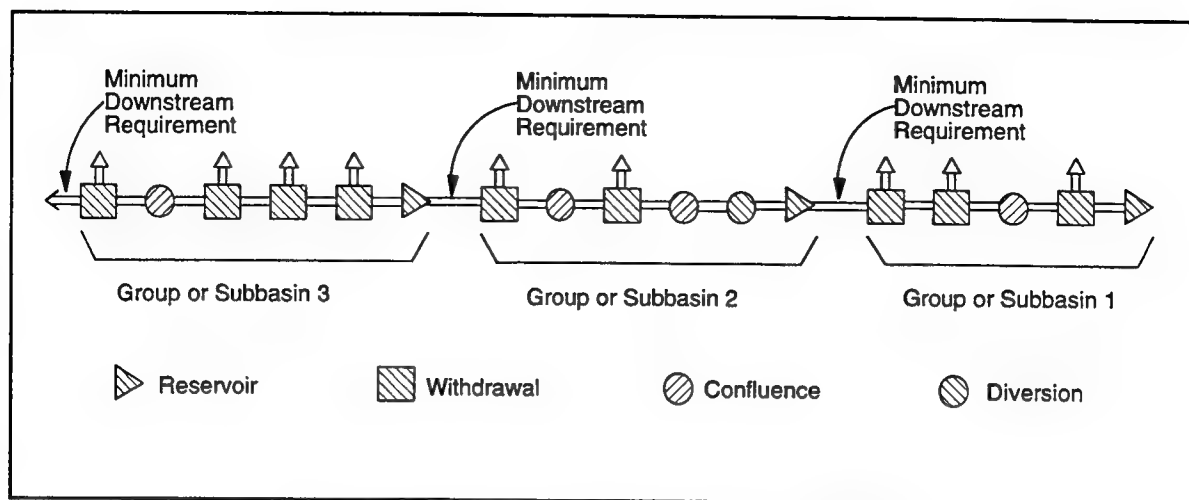 Minimum
Downstream
Requirement
Minimum
Downstream
Requirement
Minimum
Downstream
Requirement
Group or Subbasin 3
Group or Subbasin 2
Group or Subbasin 1
Reservoir
Withdrawal
Confluence
Diversion